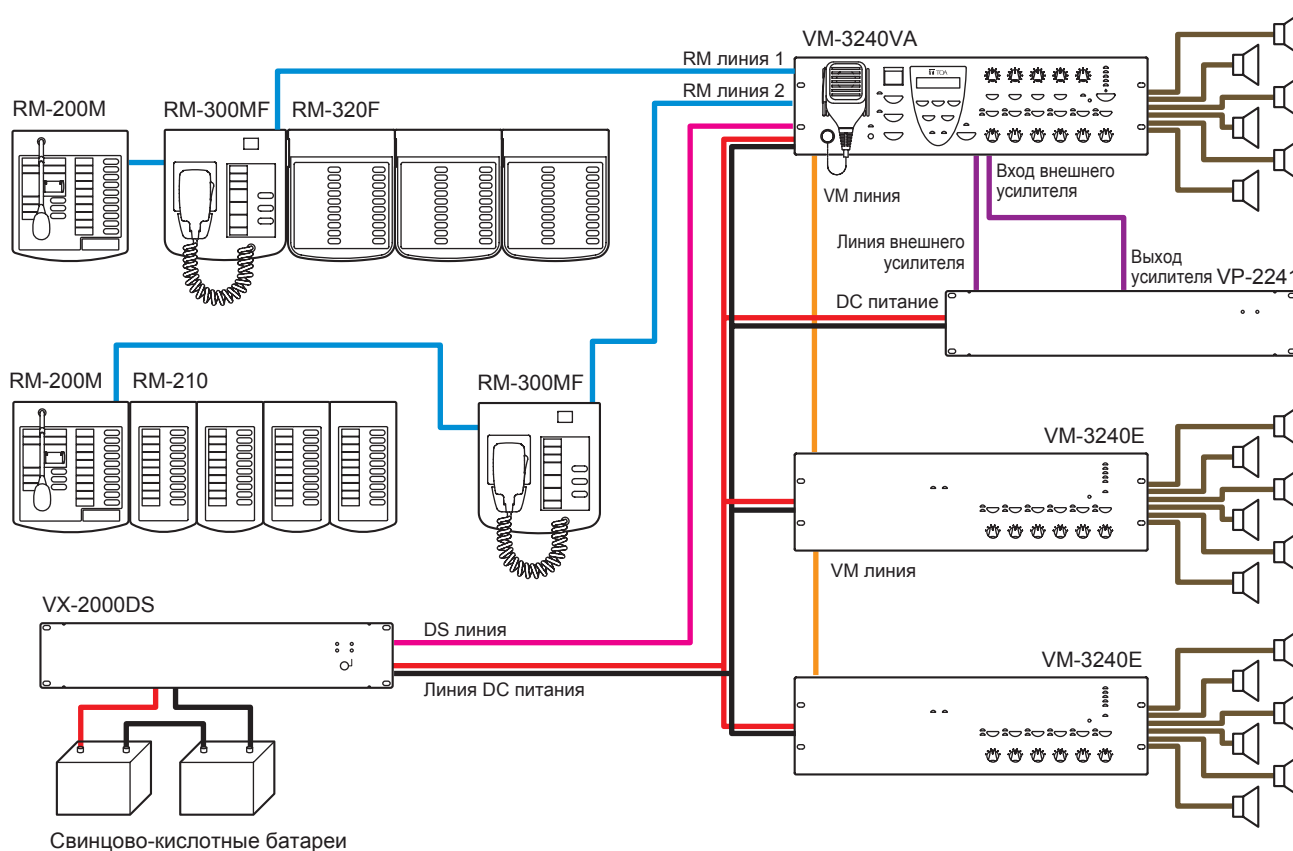 VM-3240VA
RM линия 1
RM линия 2
RM-200M
RM-300MF
RM-320F
TOA
VM линия
Вход внешнего
усилителя
Линия внешнего
усилителя
Выход
усилителя
VP-2241
DC питание
RM-200M
RM-210
RM-300MF
VM-3240E
VM линия
VX-2000DS
DS линия
Линия DC питания
VM-3240E
Свинцово-кислотные батареи